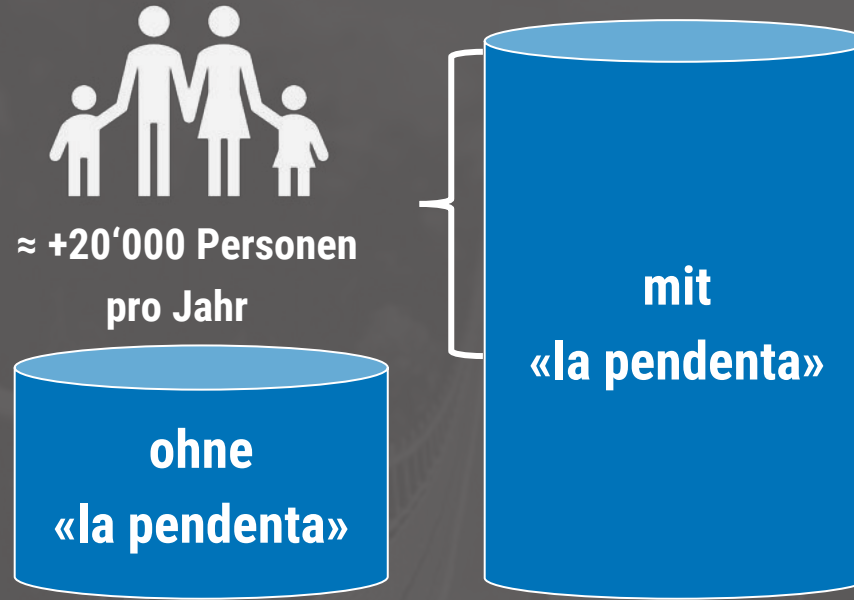 ≈ +20‘000 Personen
pro Jahr
ohne
«la pendenta»
mit
«la pendenta»